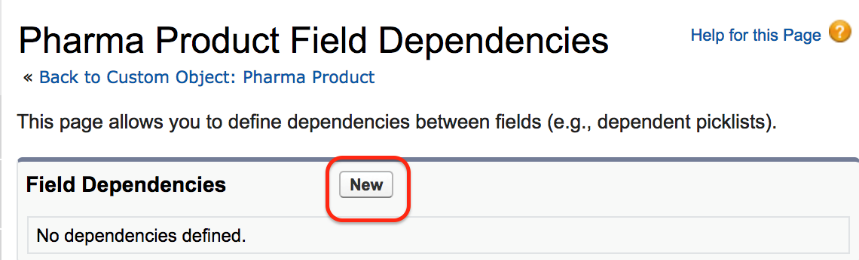 Pharma Product Field Dependencies
Help for this Page ?
« Back to Custom Object: Pharma Product
This page allows you to define dependencies between fields (e.g., dependent picklists).
Field Dependencies New
No dependencies defined.